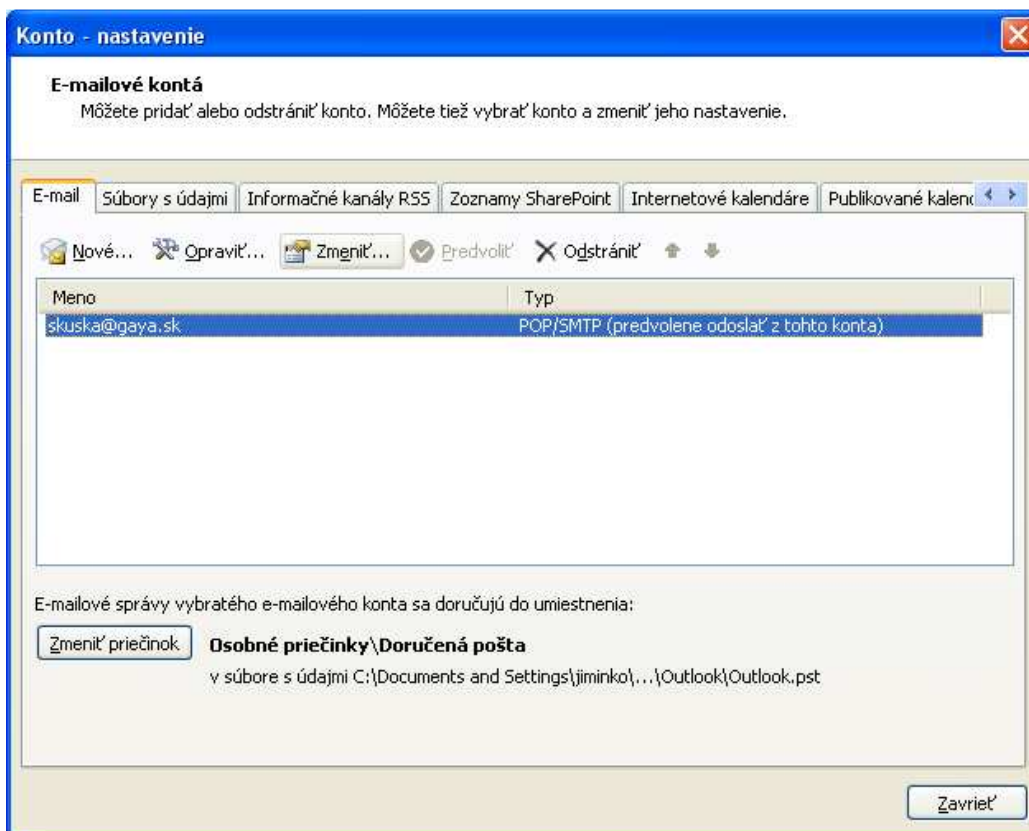 Konto - nastavenie
E-mailové kontá
Môžete pridať alebo odstrániť konto. Môžete tiež vybrať konto a zmeniť jeho nastavenie.
E-mail Súbory s údajmi Informačné kanály RSS Zoznamy SharePoint Internetové kalendáre Publikované kalend
Nové... Opraviť... Zmeniť... Predvoliť Odstrániť
Meno Typ
skuska@gaya.sk POP/SMTP (predvolene odoslať z tohto konta)
E-mailové správy vybratého e-mailového konta sa doručujú do umiestnenia:
Zmeniť priečinok Osobné priečinky\Doručená pošta
v súbore s údajmi C:\Documents and Settings\jiminko\...\Outlook\Outlook.pst
Zavrieť